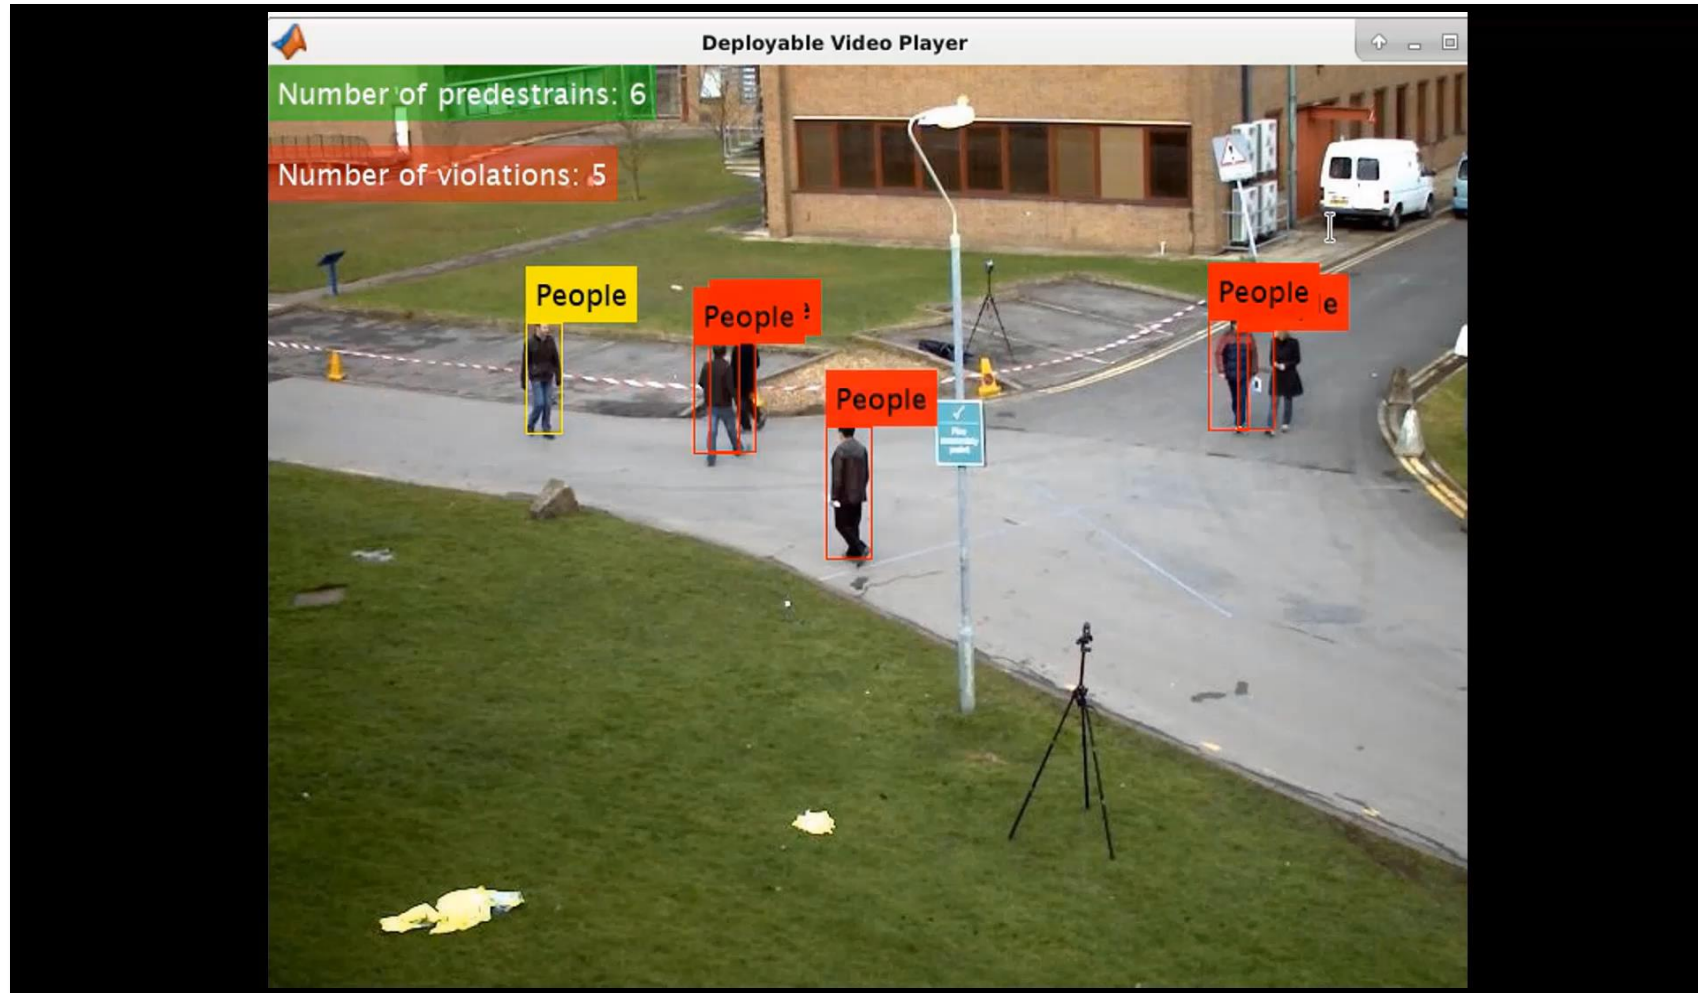 Deployable Video Player
Number of predestrains: 6
Number of violations: 5
People
People
e
People
People
e